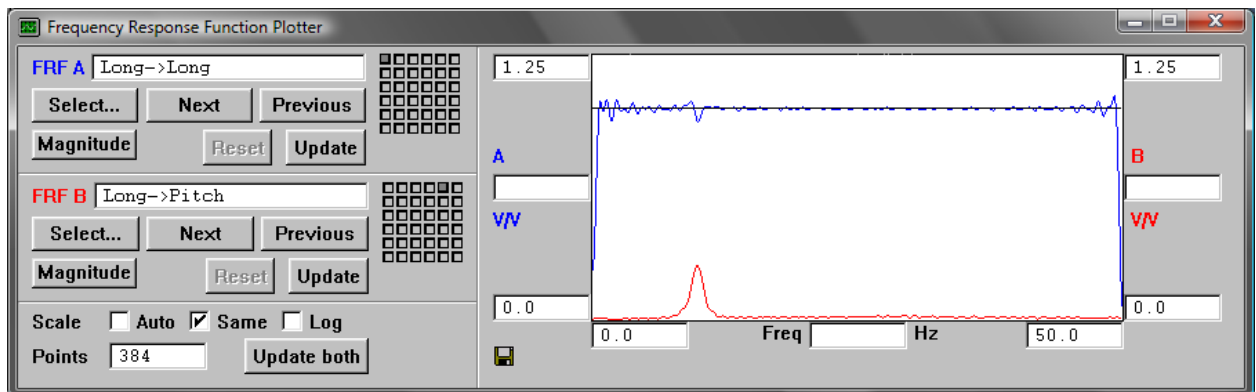 Frequency Response Function Plotter
FRF A Long->Long
Select... Next Previous
Magnitude Reset Update
FRF B Long->Pitch
Select... Next Previous
Magnitude Reset Update
Scale Auto Same Log
Points 384 Update both
1.25 1.25
A B
V/V V/V
0.0 0.0
0.0 Freq Hz 50.0